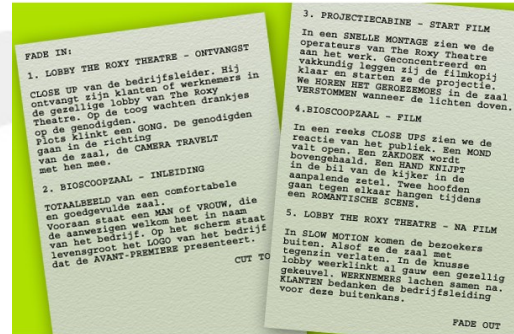 FADE IN:
1. LOBBY THE ROXY THEATRE - ONTVANGST
CLOSE UP van de bedrijfsleider. Hij
ontvangt zijn klanten of werknemers in
de gezellige lobby van The Roxy
Theatre. Op de toog wachten drankjes
op de genodigden.
Plots klinkt een GONG. De genodigden
gaan in de richting
van de zaal, de CAMERA TRAVELT
met hen mee.
2. BIOSCOOPZAAL - INLEIDING
TOTAALBEELD van een comfortabele
en goedgevulde zaal.
Vooraan staat een MAN of VROUW, die
de aanwezigen welkom heet in naam
van het bedrijf. Op het scherm staat
levensgroot het LOGO van het bedrijf
dat de AVANT-PREMIERE presenteert.
CUT TO
3. PROJECTIECABINE - START FILM
In een SNELLE MONTAGE zien we de
operateurs van The Roxy Theatre
aan het werk. Geconcentreerd en
vakkundig leggen zij de filmkopij
klaar en starten ze de projectie.
We HOREN HET GEROEZEMOES in de zaal
VERSTOMMEN wanneer de lichten doven.
4.BIOSCOOPZAAL - FILM
In een reeks CLOSE UPS zien we de
reactie van het publiek. Een MOND
valt open. Een ZAKDOEK wordt
bovengehaald. Een HAND KNIJPT
in de bil van de kijker in de
aanpalende zetel. Twee hoofden
gaan tegen elkaar hangen tijdens
een ROMANTISCHE SCENE.
5. LOBBY THE ROXY THEATRE - NA FILM
In SLOW MOTION komen de bezoekers
buiten. Alsof ze de zaal met
tegenzin verlaten. In de knusse
lobby weerklinkt al gauw een gezellig
gekeuvel. WERKNEMERS lachen samen na.
KLANTEN bedanken de bedrijfsleiding
voor deze buitenkans.
FADE OUT